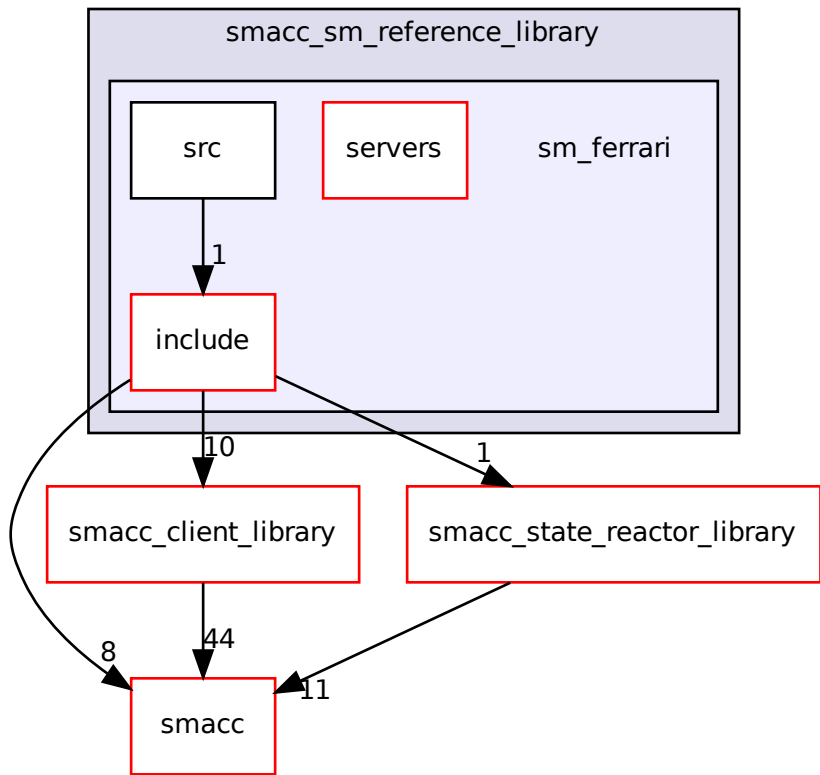 smacc_sm_reference_library
src
servers
sm_ferrari
1
include
10
1
smacc_client_library
smacc_state_reactor_library
8
44
11
smacc